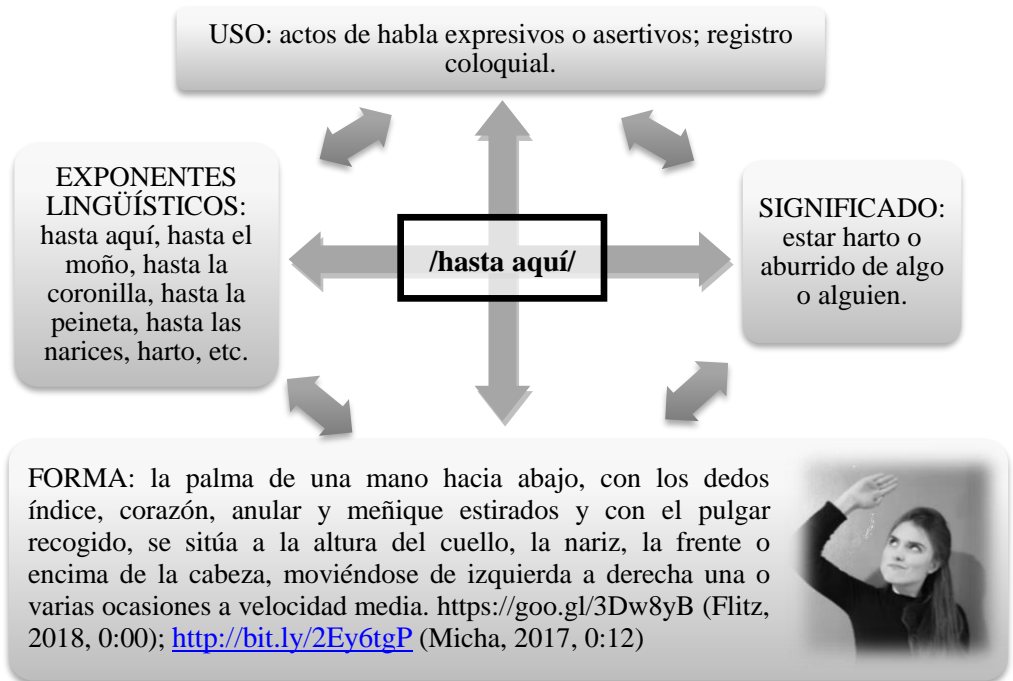 USO: actos de habla expresivos o asertivos; registro
coloquial.
EXPONENTES
LINGÜÍSTICOS:
hasta aquí, hasta el
moño, hasta la
coronilla, hasta la
peineta, hasta las
narices, harto, etc.
/hasta aquí/
SIGNIFICADO:
estar harto o
aburrido de algo
o alguien.
FORMA: la palma de una mano hacia abajo, con los dedos
índice, corazón, anular y meñique estirados y con el pulgar
recogido, se sitúa a la altura del cuello, la nariz, la frente o
encima de la cabeza, moviéndose de izquierda a derecha una o
varias ocasiones a velocidad media. https://goo.gl/3Dw8yB (Flitz,
2018, 0:00); http://bit.ly/2Ey6tgP (Micha, 2017, 0:12)